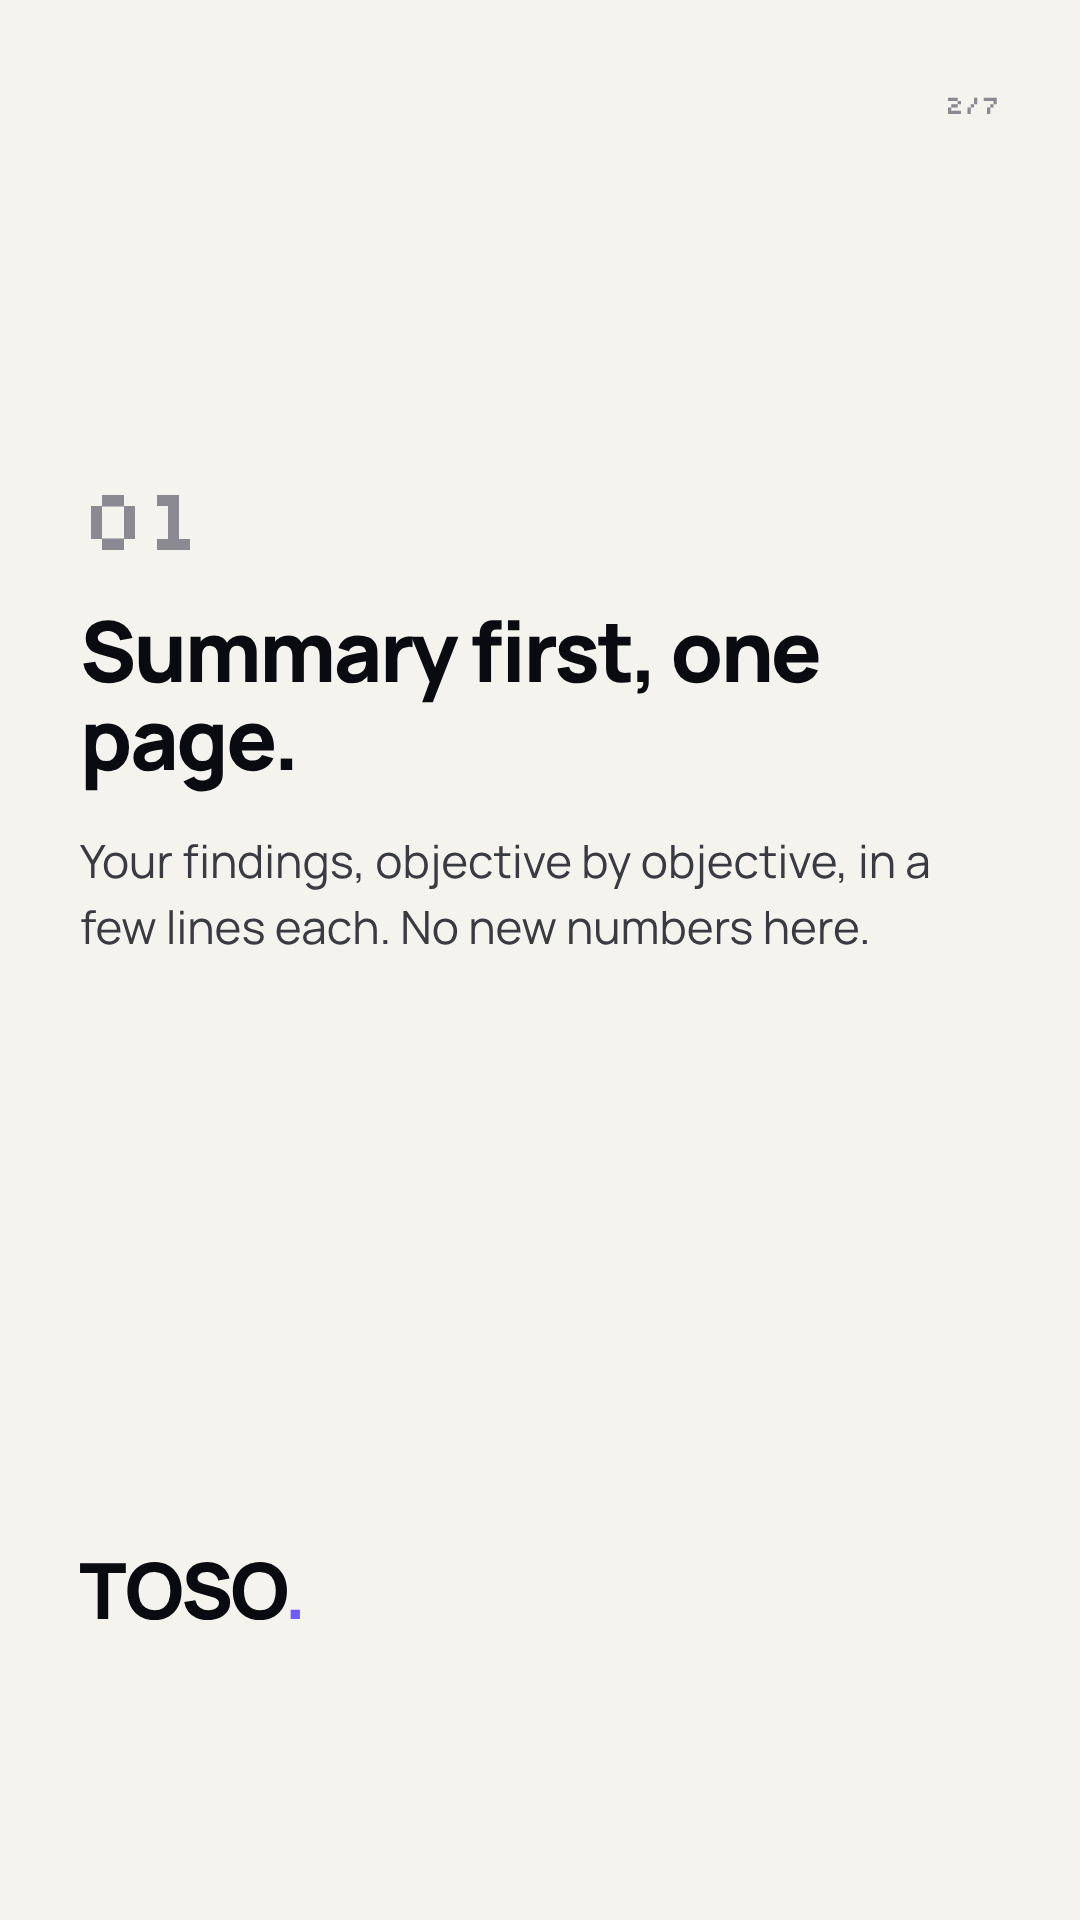 2/7
01
Summary first, one
page.
Your findings, objective by objective, in a
few lines each. No new numbers here.
TOSO.